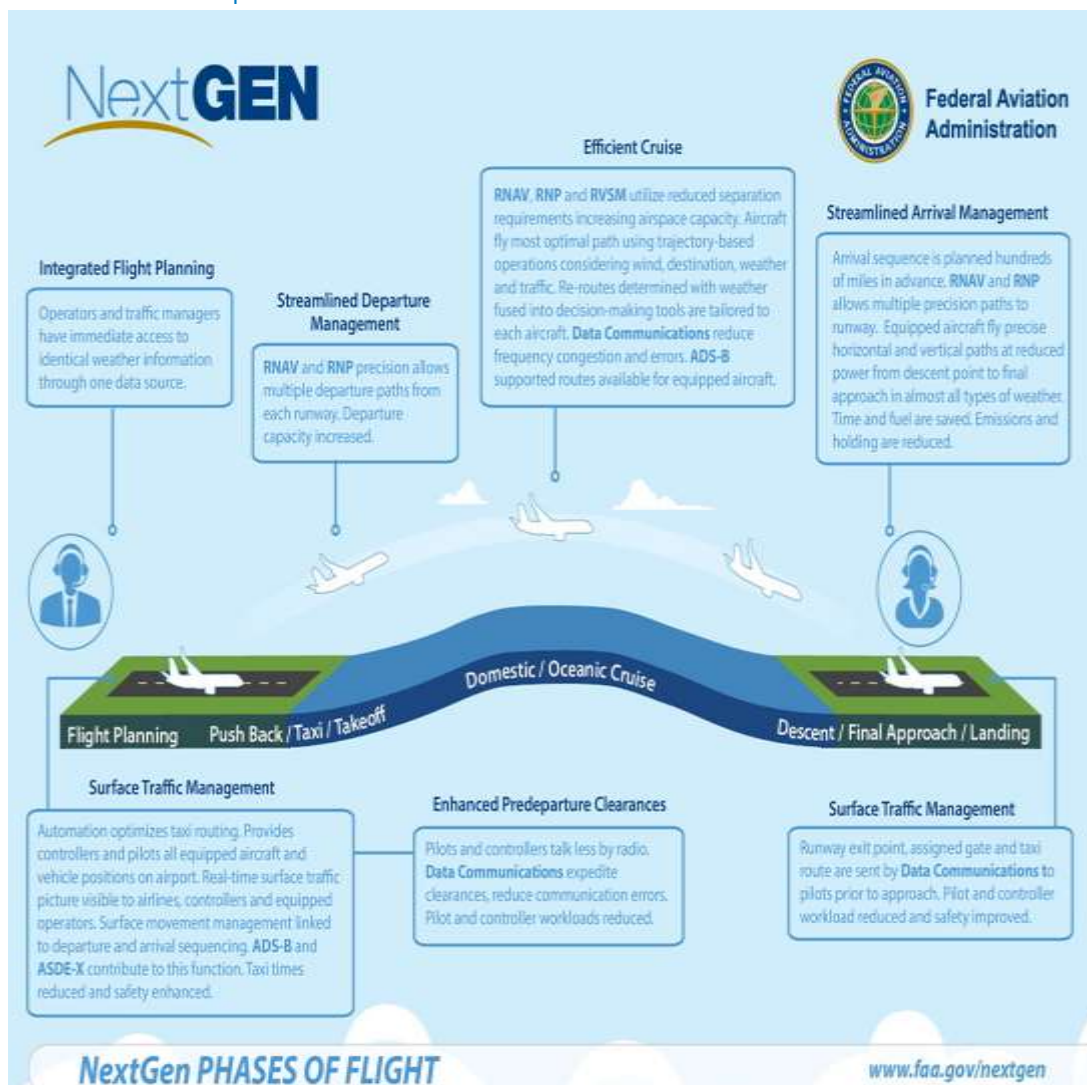 NextGEN
FEDERAL AVIATION
ADMINISTRATION
Federal Aviation
Administration
Efficient Cruise
RNAV, RNP and RVSM utilize reduced separation
requirements increasing airspace capacity. Aircraft
fly most optimal path using trajectory-based
operations considering wind, destination, weather
and traffic. Re-routes determined with weather
fused into decision-making tools are tailored to
each aircraft. Data Communications reduce
frequency congestion and errors. ADS-B
supported routes available for equipped aircraft.
Streamlined Arrival Management
Arrival sequence is planned hundreds
of miles in advance. RNAV and RNP
allows multiple precision paths to
runway. Equipped aircraft fly precise
horizontal and vertical paths at reduced
power from descent point to final
approach in almost all types of weather.
Time and fuel are saved. Emissions and
holding are reduced.
Integrated Flight Planning
Operators and traffic managers
have immediate access to
identical weather information
through one data source.
Streamlined Departure
Management
RNAV and RNP precision allows
multiple departure paths from
each runway. Departure
capacity increased.
Flight Planning
Push Back / Taxi / Takeoff
Domestic / Oceanic Cruise
Descent / Final Approach / Landing
Surface Traffic Management
Automation optimizes taxi routing. Provides
controllers and pilots all equipped aircraft and
vehicle positions on airport. Real-time surface traffic
picture visible to airlines, controllers and equipped
operators. Surface movement management linked
to departure and arrival sequencing. ADS-B and
ASDE-X contribute to this function. Taxi times
reduced and safety enhanced.
Enhanced Predeparture Clearances
Pilots and controllers talk less by radio.
Data Communications expedite
clearances, reduce communication errors.
Pilot and controller workloads reduced.
Surface Traffic Management
Runway exit point, assigned gate and taxi
route are sent by Data Communications to
pilots prior to approach. Pilot and controller
workload reduced and safety improved.
NextGen PHASES OF FLIGHT
www.faa.gov/nextgen